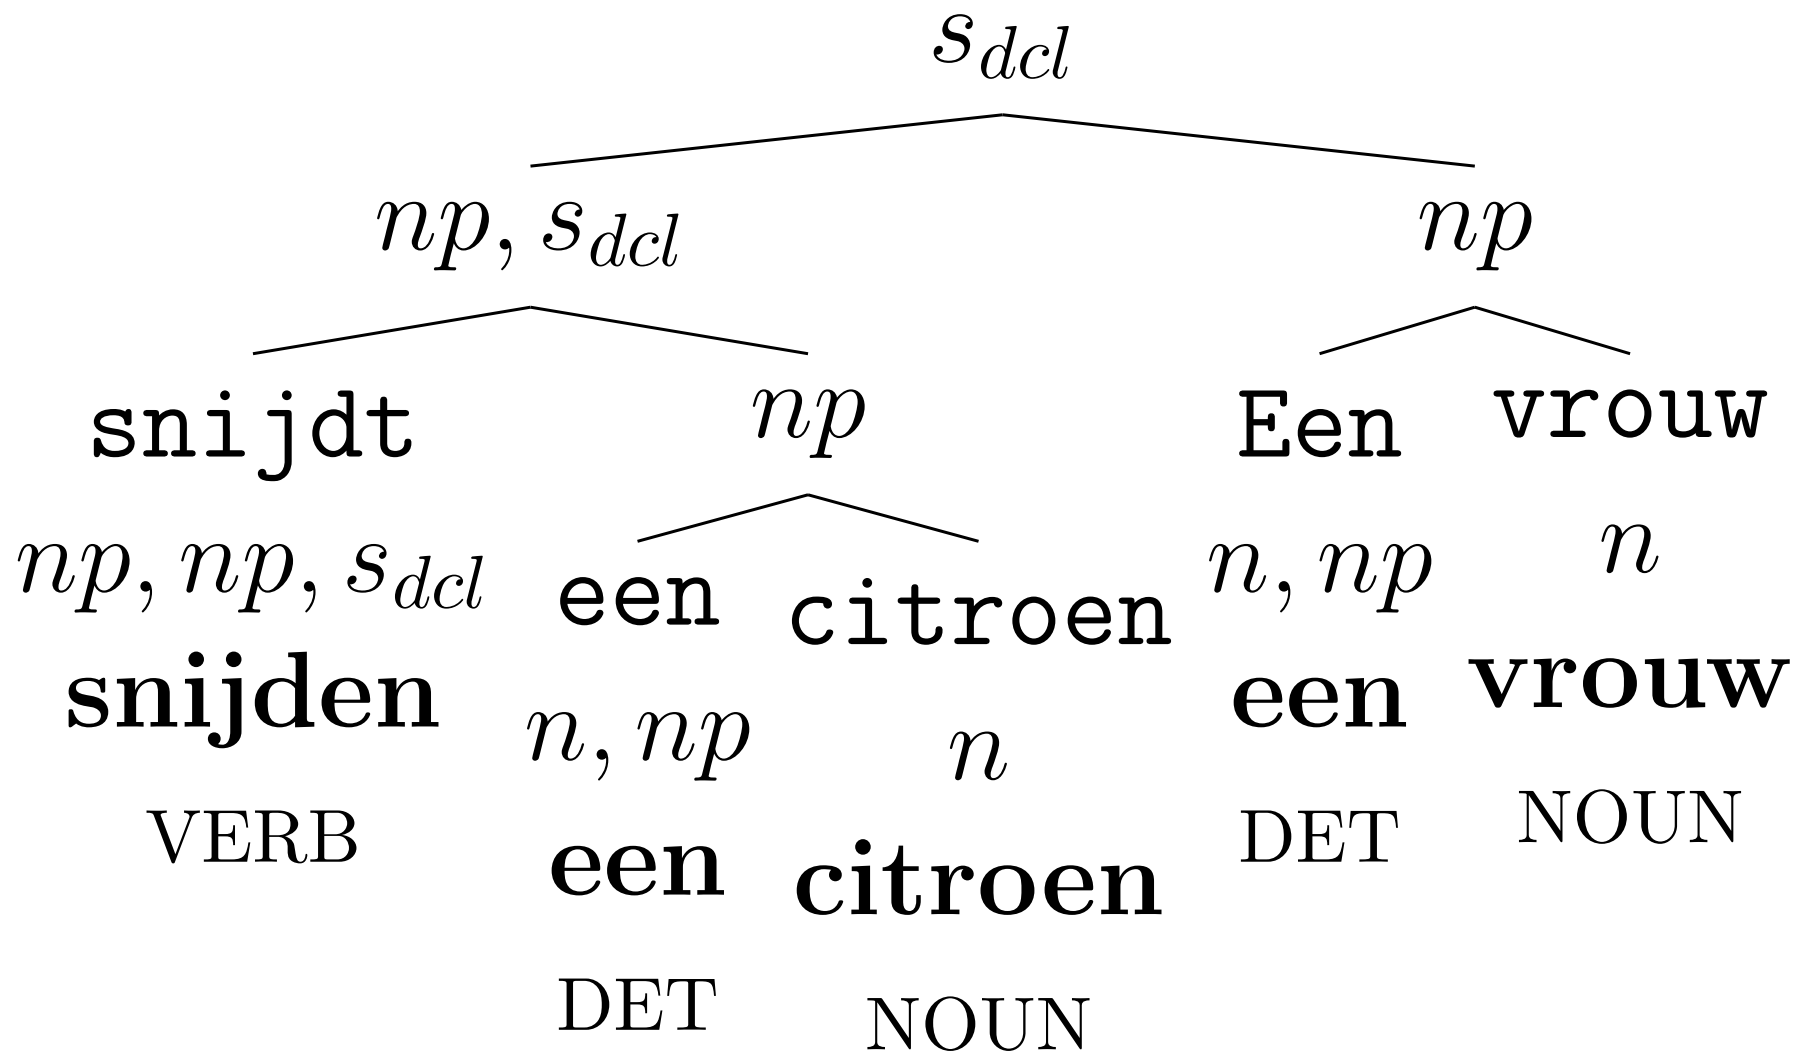 s_dcl
np, s_dcl
np
snijdt
np
Een
vrouw
np, np, s_dcl
een
citroen
n, np
n
snijden
n, np
n
een
vrouw
VERB
een
citroen
DET
NOUN
DET
NOUN